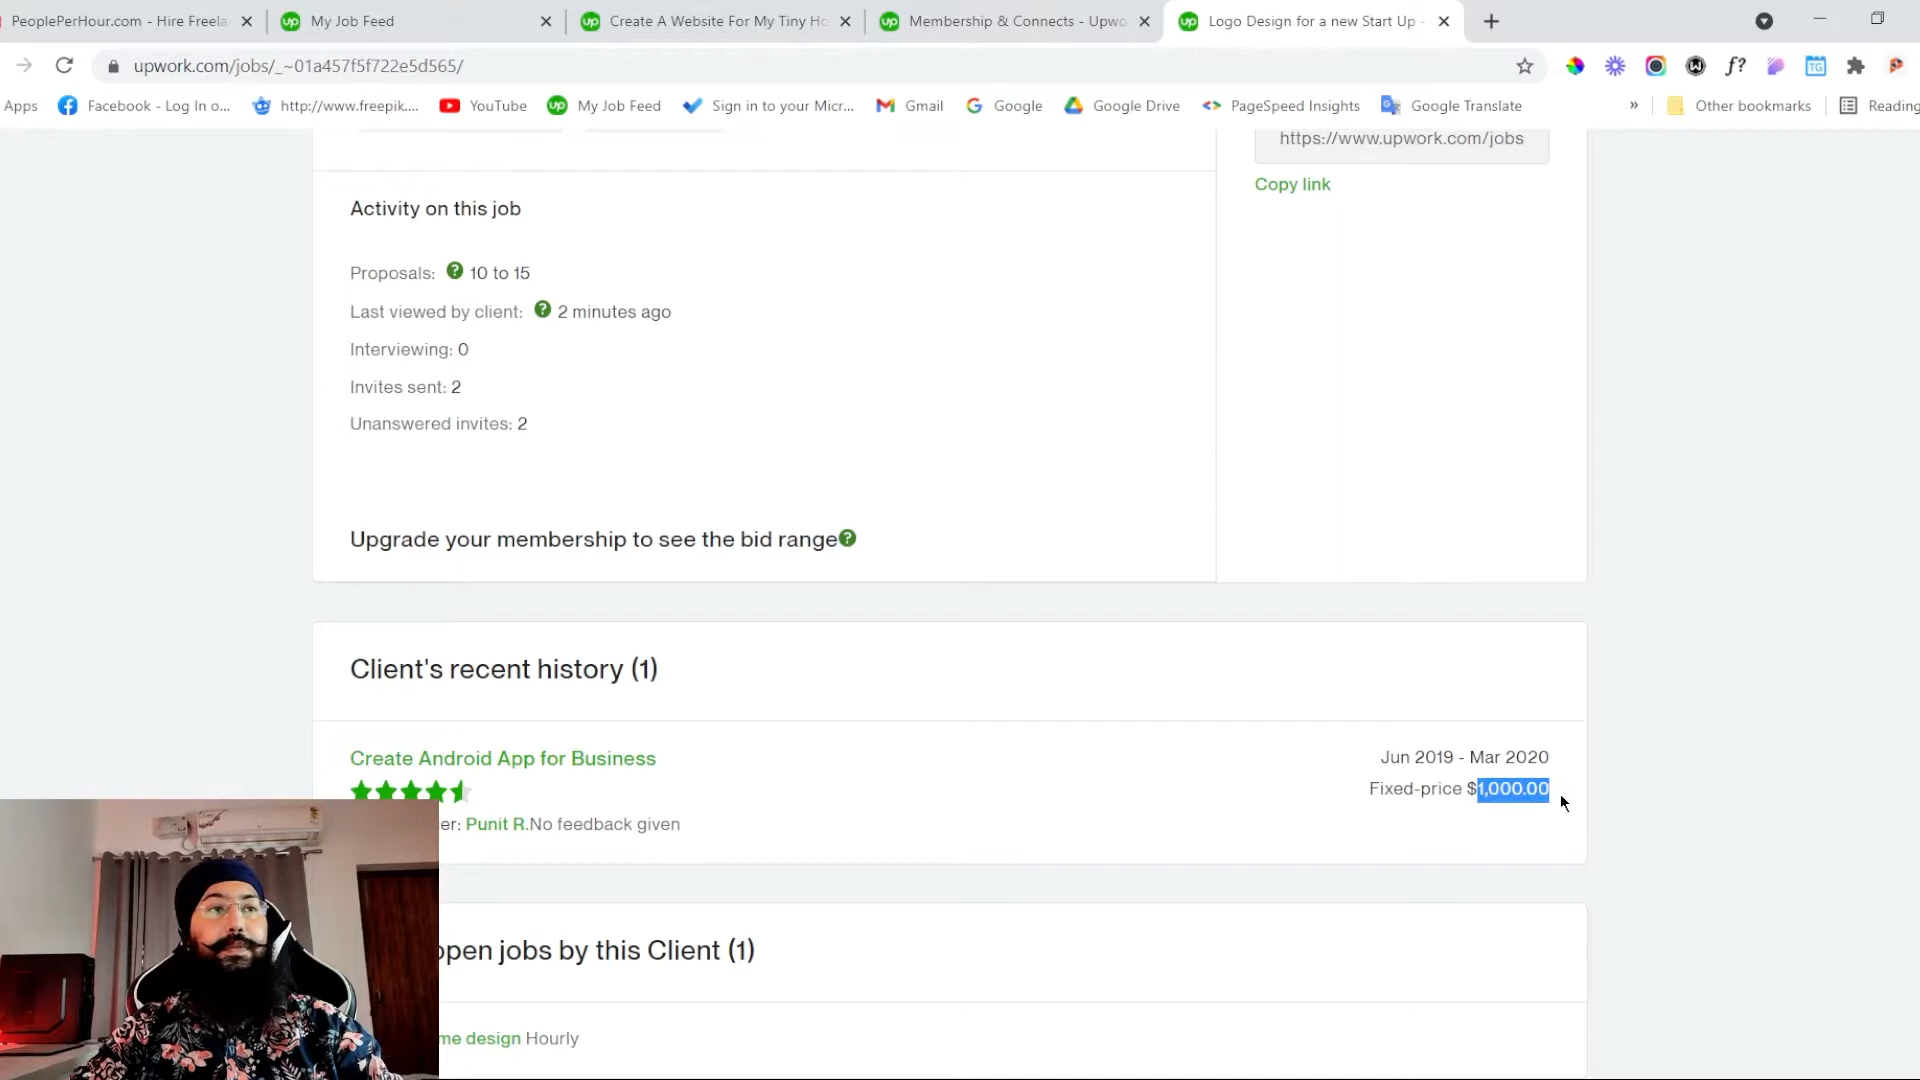 PeoplePerHour.com - Hire Freela
My Job Feed
Create A Website For My Tiny Ho
Membership & Connects - Upwo
Logo Design for a new Start Up -
upwork.com/jobs/_~01a457f5f722e5d565/
Apps
Facebook - Log In o...
http://www.freepik....
YouTube
My Job Feed
Sign in to your Micr...
Gmail
Google
Google Drive
PageSpeed Insights
Google Translate
»
Other bookmarks
Reading
https://www.upwork.com/jobs
Copy link
Activity on this job
Proposals: 10 to 15
Last viewed by client: 2 minutes ago
Interviewing: 0
Invites sent: 2
Unanswered invites: 2
Upgrade your membership to see the bid range
Client's recent history (1)
Create Android App for Business
Jun 2019 - Mar 2020
Fixed-price $1,000.00
er: Punit R.No feedback given
open jobs by this Client (1)
me design Hourly